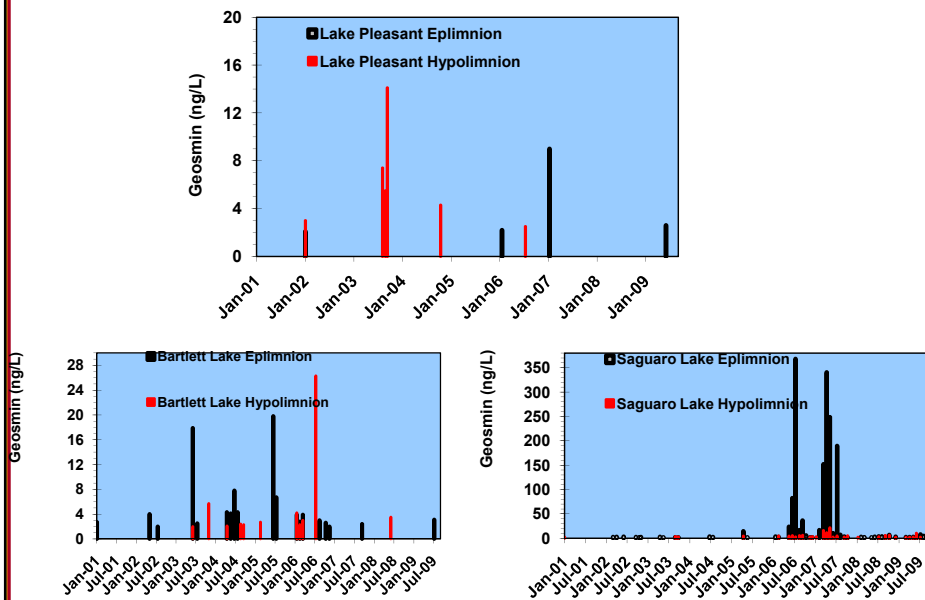 20
16
12
8
4
0
Geosmin (ng/L)
Lake Pleasant Eplimnion
Lake Pleasant Hypolimnion
Jan-01
Jan-02
Jan-03
Jan-04
Jan-05
Jan-06
Jan-07
Jan-08
Jan-09
28
24
20
16
12
8
4
0
Geosmin (ng/L)
Bartlett Lake Eplimnion
Bartlett Lake Hypolimnion
Jan-01
Jul-01
Jan-02
Jul-02
Jan-03
Jul-03
Jan-04
Jul-04
Jan-05
Jul-05
Jan-06
Jul-06
Jan-07
Jul-07
Jan-08
Jul-08
Jan-09
Jul-09
350
300
250
200
150
100
50
0
Geosmin (ng/L)
Saguaro Lake Eplimnion
Saguaro Lake Hypolimnion
Jan-01
Jul-01
Jan-02
Jul-02
Jan-03
Jul-03
Jan-04
Jul-04
Jan-05
Jul-05
Jan-06
Jul-06
Jan-07
Jul-07
Jan-08
Jul-08
Jan-09
Jul-09